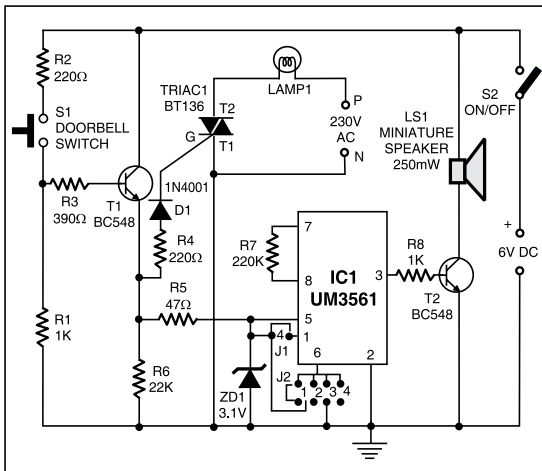 R2
220Ω
S1
DOORBELL
SWITCH
R3
390Ω
T1
BC548
R1
1K
TRIAC1
BT136
G
T2
T1
1N4001
D1
R4
220Ω
R5
47Ω
R6
22K
ZD1
3.1V
LAMP1
P
230V
AC
N
R7
220K
7
8
5
1
4
J1
6
2
3
IC1
UM3561
J2
1 2 3 4
R8
1K
T2
BC548
LS1
MINIATURE
SPEAKER
250mW
S2
ON/OFF
+
6V DC